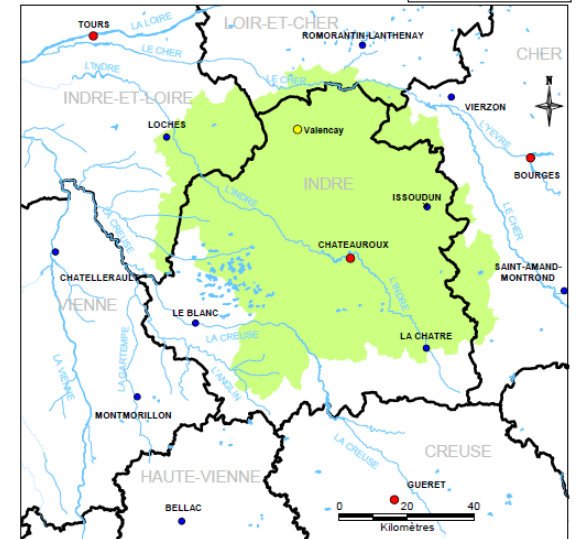 TOURS
LA LOIRE
LOIR-ET-CHER
ROMORANTIN-LANTHENAY
LE CHER
CHER
L'INDRE
LE CHER
N
INDRE-ET-LOIRE
VIERZON
LOCHES
Valencay
L'YEVRE
BOURGES
L'INDRE
INDRE
ISSOUDUN
LE CHER
LA CREUSE
CHATEAUROUX
CHATELLERAULT
L'INDRE
SAINT-AMAND-
MONTROND
VIENNE
LE BLANC
LA CREUSE
LA CHATRE
LA VIENNE
LA GARTEMPE
L'ANGLIN
MONTMORILLON
LA CREUSE
CREUSE
HAUTE-VIENNE
GUERET
BELLAC
0 20 40
Kilomètres